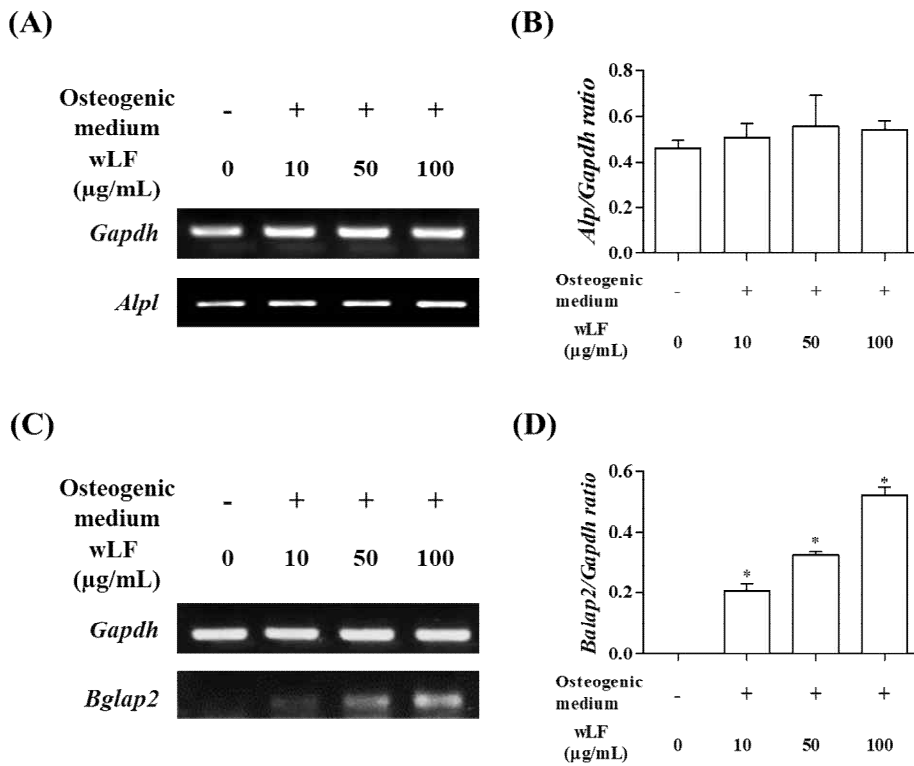 (A)
Osteogenic
medium
- + + +
wLF
(µg/mL)
0 10 50 100
Gapdh
Alpl
(B)
Alp/Gapdh ratio
0.8
0.6
0.4
0.2
0.0
Osteogenic
medium
- + + +
wLF
(µg/mL)
0 10 50 100
(C)
Osteogenic
medium
- + + +
wLF
(µg/mL)
0 10 50 100
Gapdh
Bglap2
(D)
Balap2/Gapdh ratio
0.6
0.4
0.2
0.0
* * *
Osteogenic
medium
- + + +
wLF
(µg/mL)
0 10 50 100